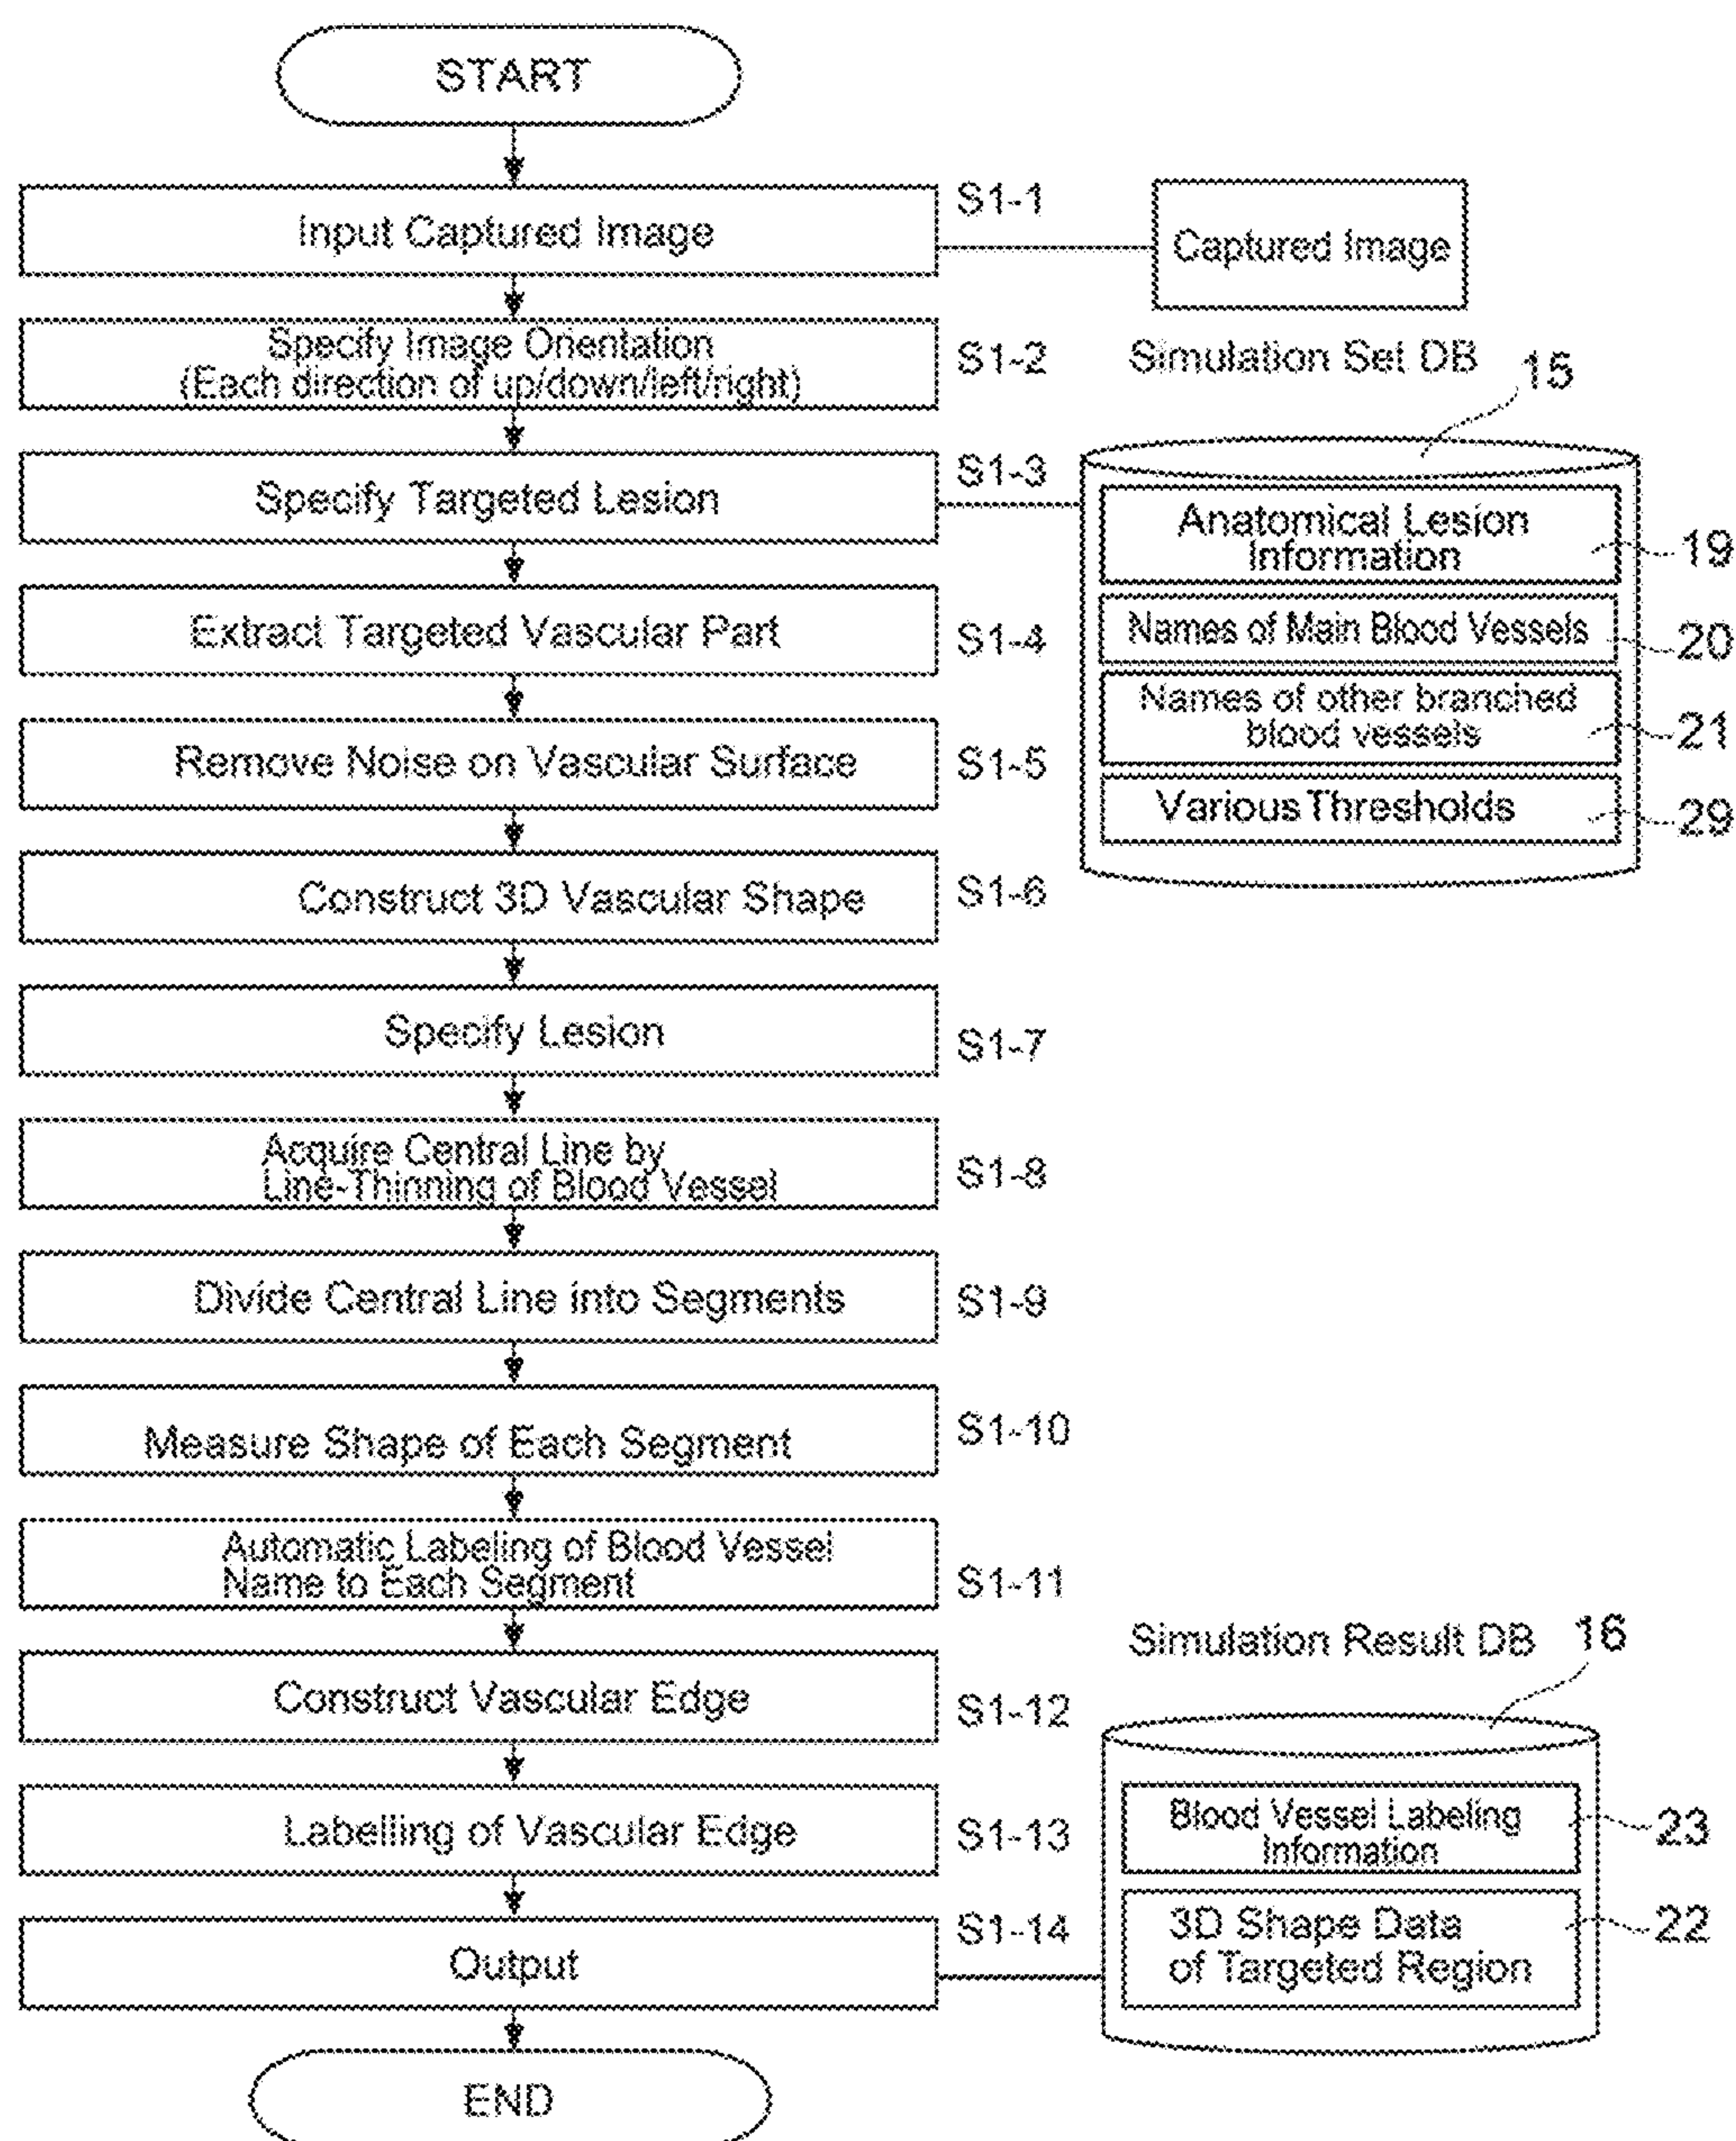 START
Input Captured Image
S1-1
Captured Image
Specify Image Orientation
(Each direction of up/down/left/right)
S1-2
Simulation Set DB
15
Specify Targeted Lesion
S1-3
Anatomical Lesion
Information
19
Extract Targeted Vascular Part
S1-4
Names of Main Blood Vessels
20
Names of other branched
blood vessels
21
Remove Noise on Vascular Surface
S1-5
Various Thresholds
29
Construct 3D Vascular Shape
S1-6
Specify Lesion
S1-7
Acquire Central Line by
Line-Thinning of Blood Vessel
S1-8
Divide Central Line into Segments
S1-9
Measure Shape of Each Segment
S1-10
Automatic Labeling of Blood Vessel
Name to Each Segment
S1-11
Simulation Result DB
16
Construct Vascular Edge
S1-12
Labelling of Vascular Edge
S1-13
Blood Vessel Labeling
Information
23
Output
S1-14
3D Shape Data
of Targeted Region
22
END